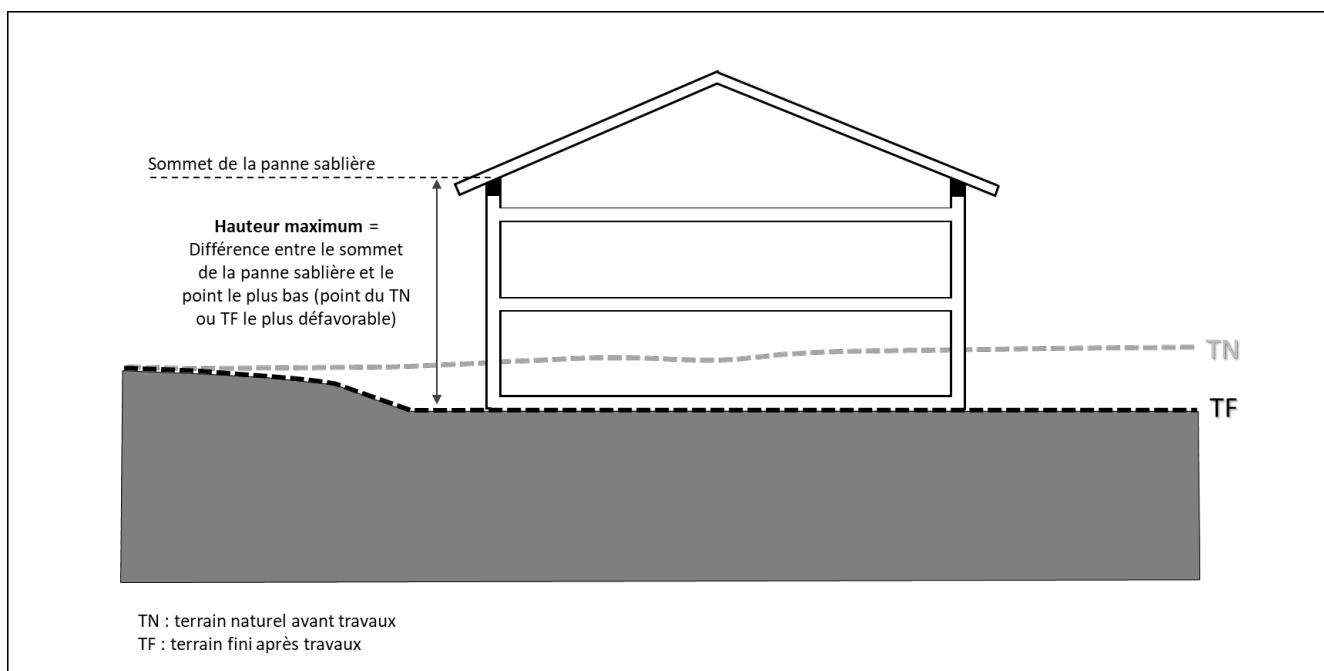 Sommet de la panne sablière
Hauteur maximum =
Différence entre le sommet
de la panne sablière et le
point le plus bas (point du TN
ou TF le plus défavorable)
TN
TF
TN : terrain naturel avant travaux
TF : terrain fini après travaux